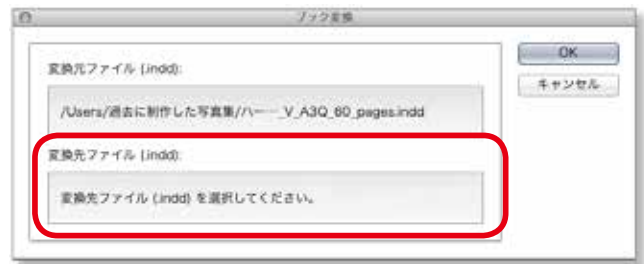 ブック変換
変換元ファイル (.indd):
/Users/過去に制作した写真集/ハー…_V_A3Q_60_pages.indd
変換先ファイル (.indd):
変換先ファイル (.indd) を選択してください。
OK
キャンセル